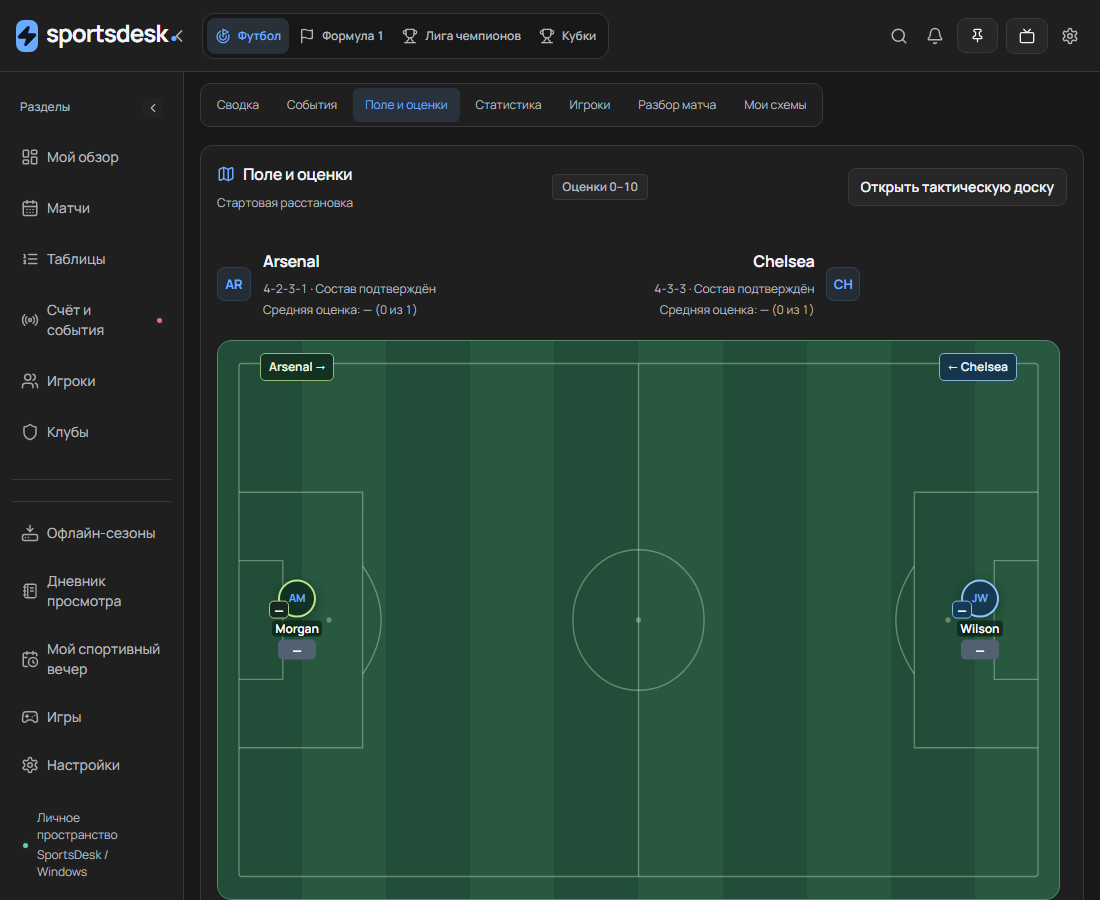 sportsdesk.
Футбол
Формула 1
Лига чемпионов
Кубки
Разделы
Мой обзор
Матчи
Таблицы
Счёт и
события
Игроки
Клубы
Офлайн-сезоны
Дневник
просмотра
Мой спортивный
вечер
Игры
Настройки
Личное
пространство
SportsDesk /
Windows
Сводка
События
Поле и оценки
Статистика
Игроки
Разбор матча
Мои схемы
Поле и оценки
Стартовая расстановка
Оценки 0–10
Открыть тактическую доску
AR
Arsenal
4-2-3-1 · Состав подтверждён
Средняя оценка: — (0 из 1)
Chelsea
4-3-3 · Состав подтверждён
Средняя оценка: — (0 из 1)
CH
Arsenal →
← Chelsea
AM
–
Morgan
–
JW
–
Wilson
–